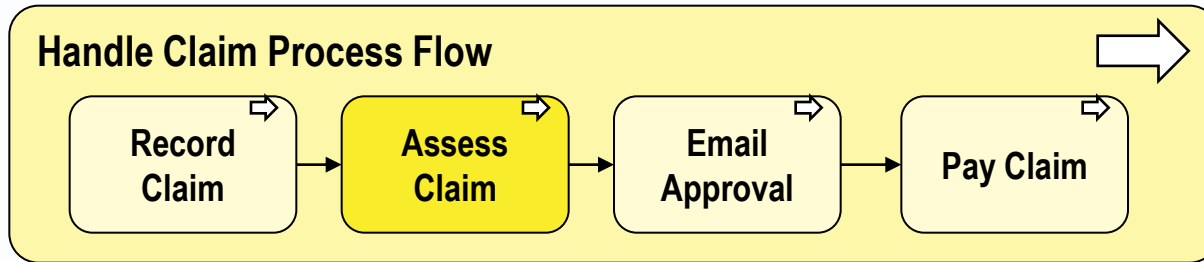 Handle Claim Process Flow
Record
Claim
Assess
Claim
Email
Approval
Pay Claim